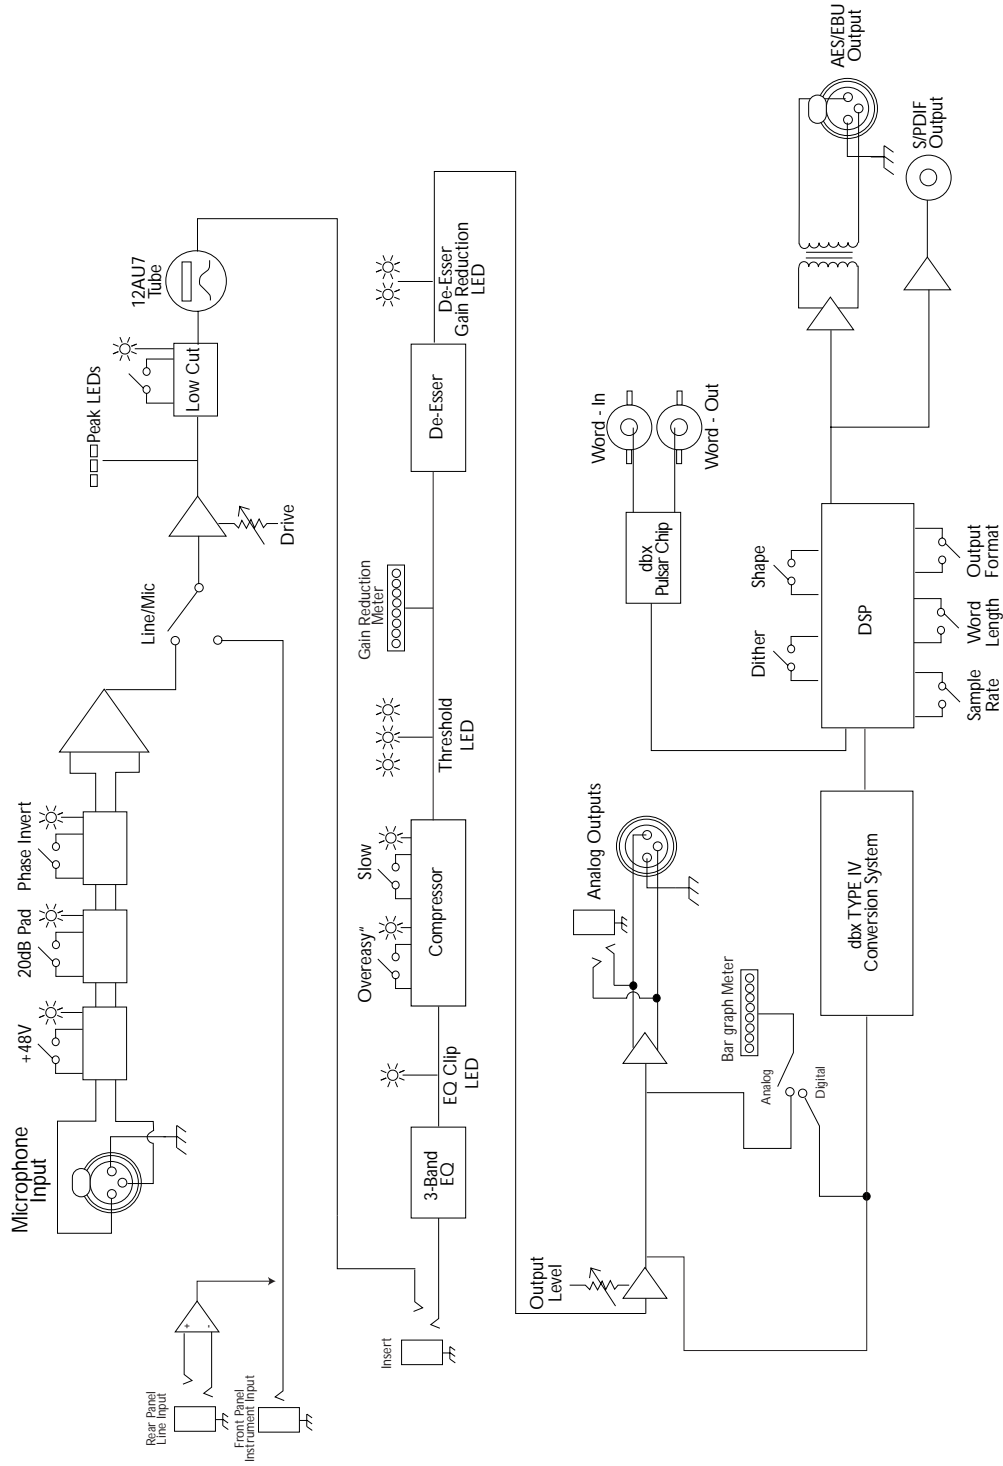 Microphone
Input
+48V
20dB Pad
Phase Invert
Line/Mic
Drive
Peak LEDs
Low Cut
12AU7
Tube
Rear Panel
Line Input
+
-
Front Panel
Instrument Input
Insert
3-Band
EQ
EQ Clip
LED
Overeasy"
Slow
Compressor
Threshold
LED
Gain Reduction
Meter
De-Esser
De-Esser
Gain Reduction
LED
Output
Level
Analog Outputs
Bar graph Meter
Analog
Digital
dbx TYPE IV
Conversion System
dbx
Pulsar Chip
Word - In
Word - Out
Dither
Shape
DSP
Sample
Rate
Word
Length
Output
Format
AES/EBU
Output
S/PDIF
Output